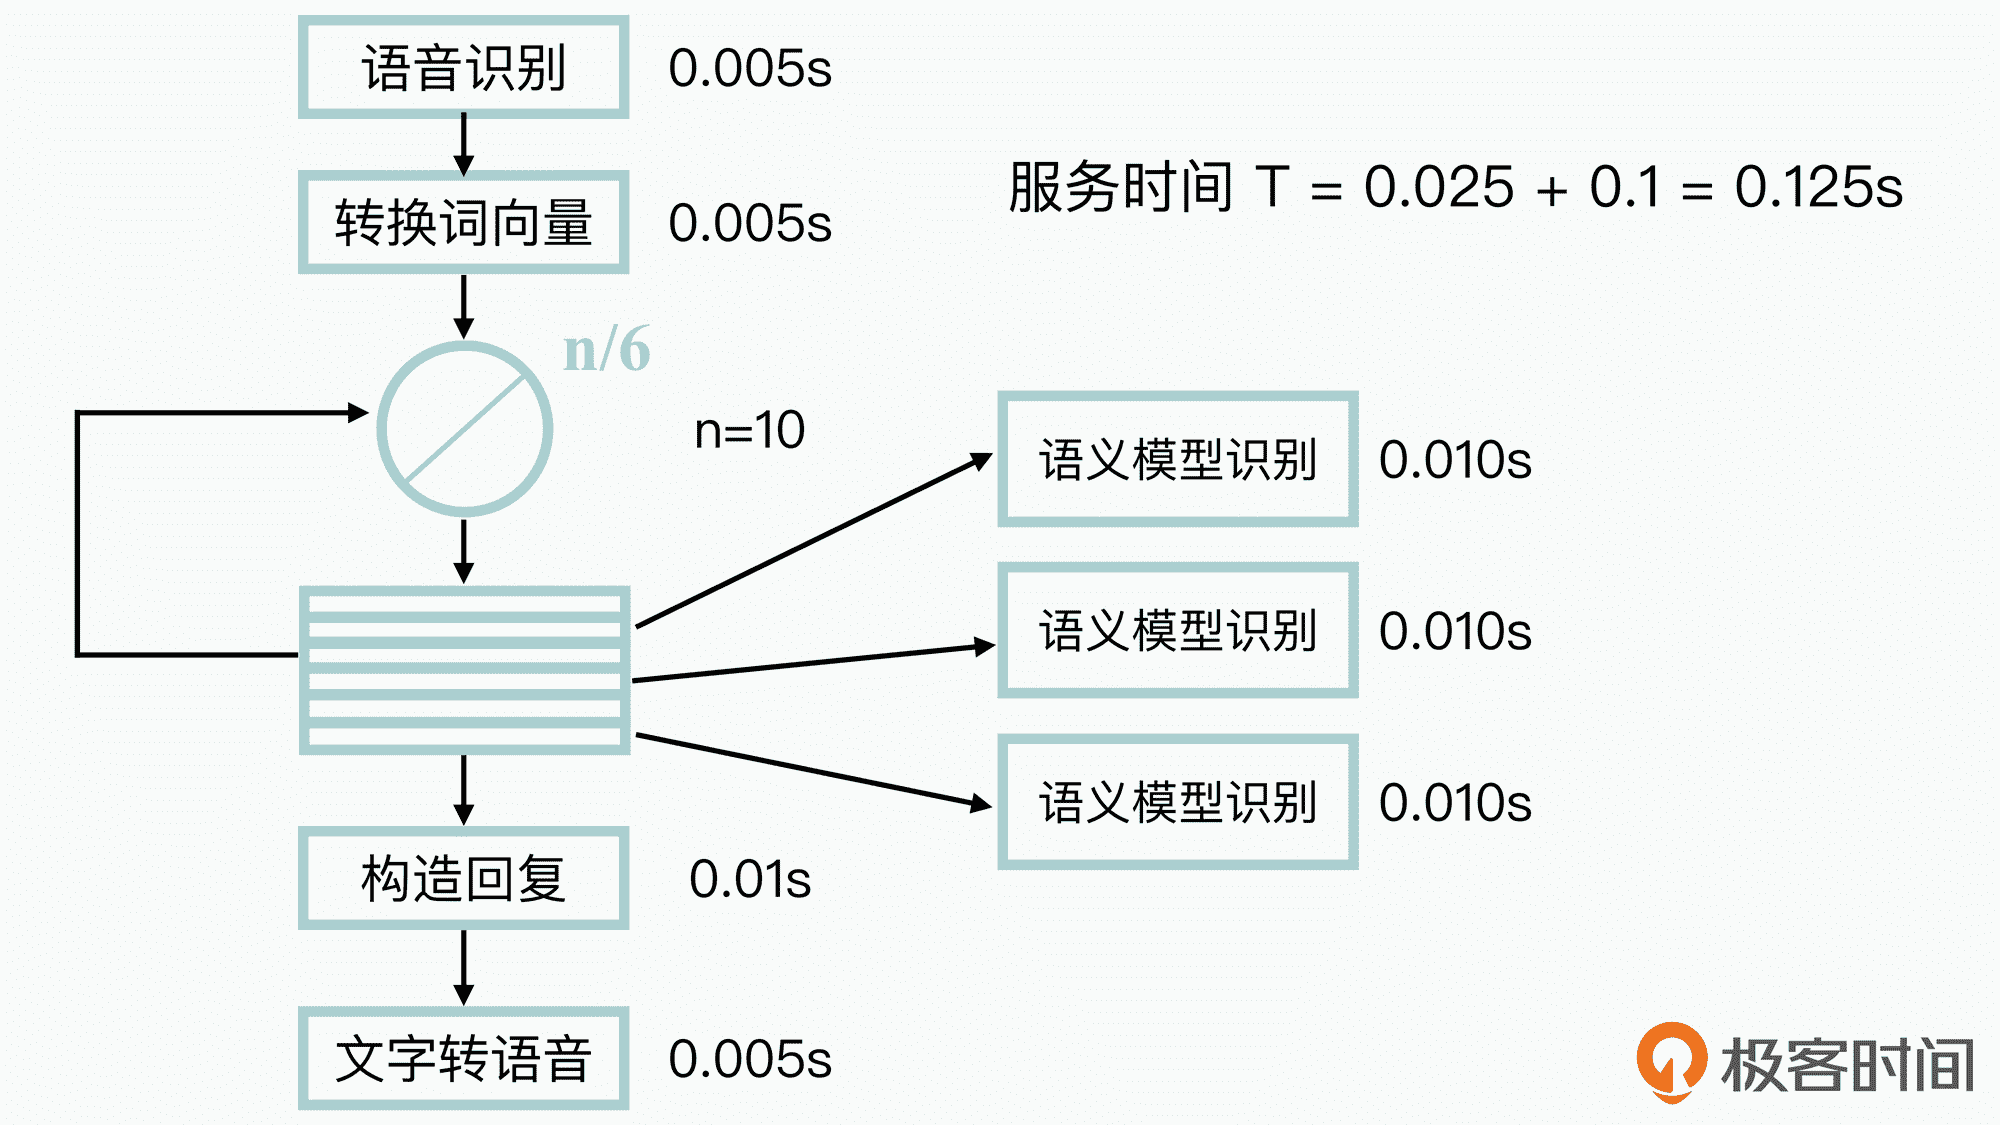 语音识别 0.005s
服务时间 T = 0.025 + 0.1 = 0.125s
转换词向量 0.005s
n/6
n=10
语义模型识别 0.010s
语义模型识别 0.010s
语义模型识别 0.010s
构造回复 0.01s
文字转语音 0.005s
极客时间